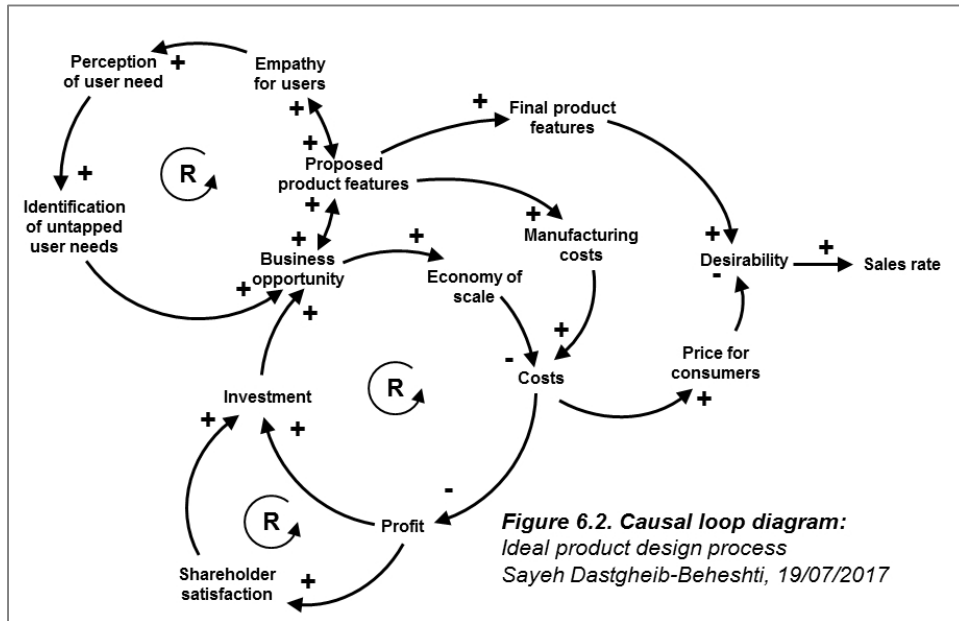 Perception
of user need
+
Empathy
for users
+
+
Final product
features
+
+
R
Proposed
product features
Identification
of untapped
user needs
+
+
Manufacturing
costs
+
Business
opportunity
+
+
+
Economy of
scale
+
Desirability
-
+
Sales rate
+
-
Costs
Price for
consumers
+
R
Investment
+
+
-
R
Profit
Shareholder
satisfaction
+
Figure 6.2. Causal loop diagram:
Ideal product design process
Sayeh Dastgheib-Beheshti, 19/07/2017